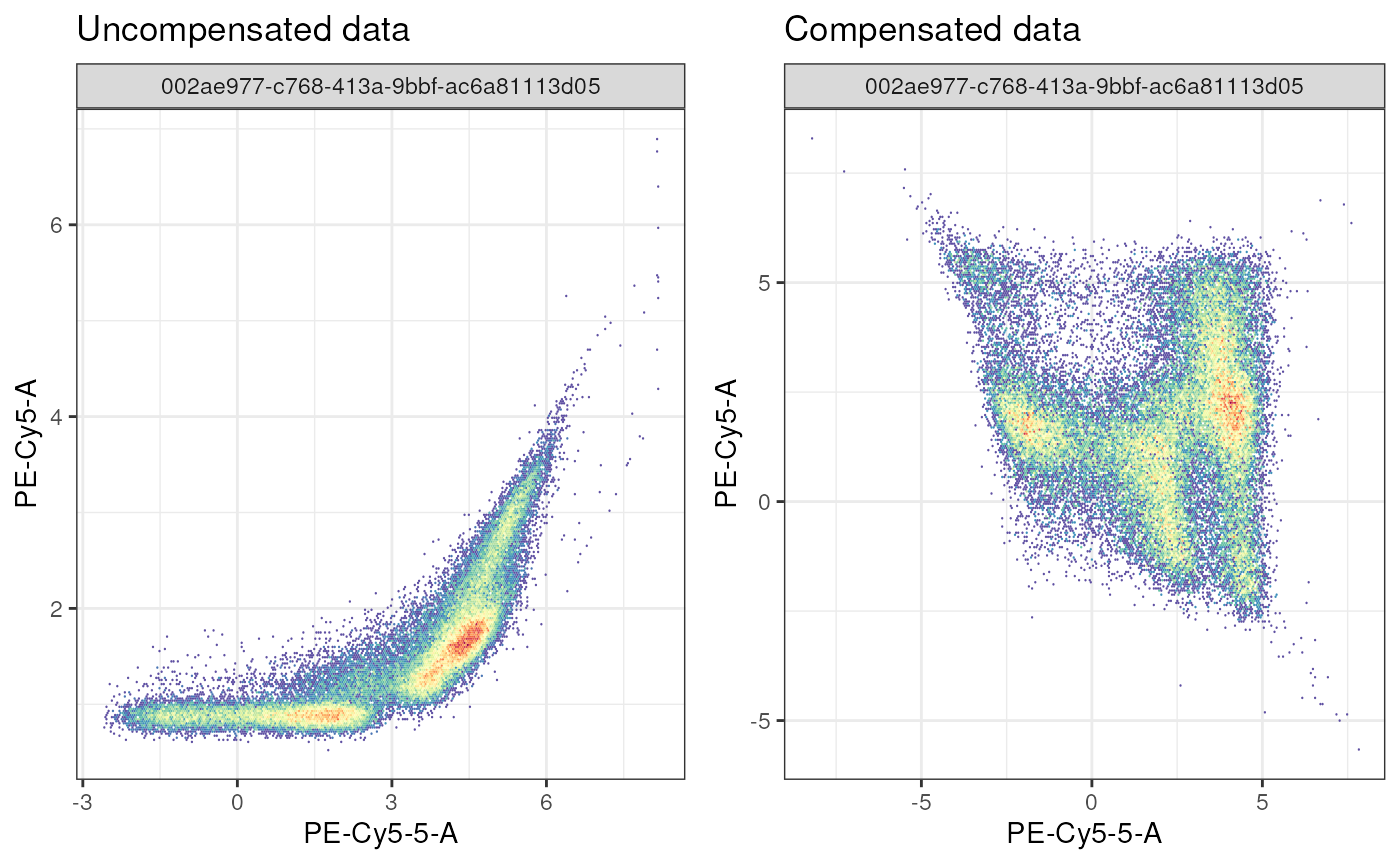 Uncompensated data
002ae977-c768-413a-9bbf-ac6a81113d05
PE-Cy5-A
6
4
2
-3 0 3 6
PE-Cy5-5-A
Compensated data
002ae977-c768-413a-9bbf-ac6a81113d05
PE-Cy5-A
5
0
-5
-5 0 5
PE-Cy5-5-A